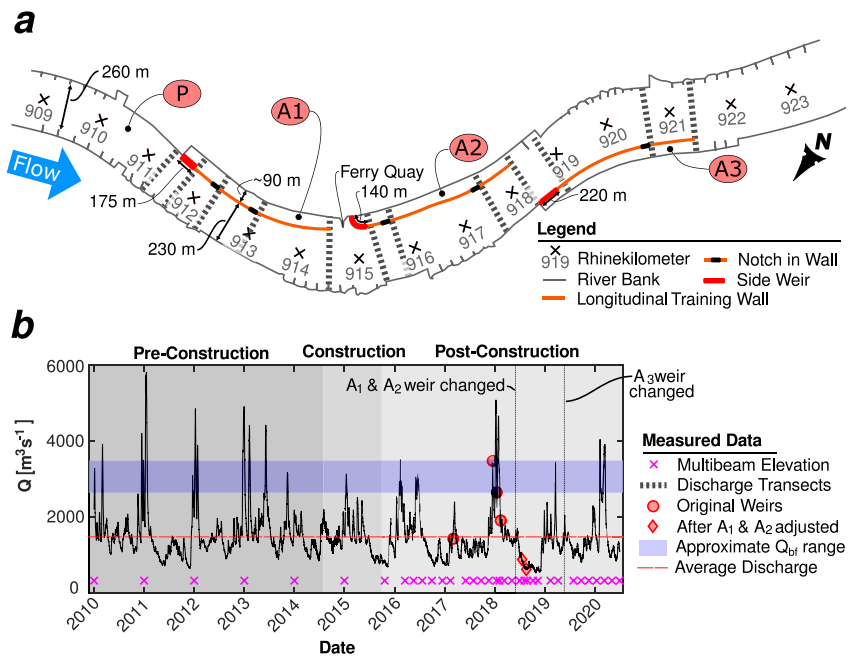 a
260 m
P
A1
A2
A3
909
910
911
912
913
914
915
916
917
918
919
920
921
922
923
Flow
175 m
~90 m
230 m
Ferry Quay
140 m
220 m
N
Legend
919 Rhinekilometer
River Bank
Longitudinal Training Wall
Notch in Wall
Side Weir
b
Pre-Construction Construction Post-Construction
A1 & A2 weir changed
A3 weir
changed
Q [m³s⁻¹]
6000
4000
2000
0
2010 2011 2012 2013 2014 2015 2016 2017 2018 2019 2020
Date
Measured Data
Multibeam Elevation
Discharge Transects
Original Weirs
After A1 & A2 adjusted
Approximate Qbf range
Average Discharge